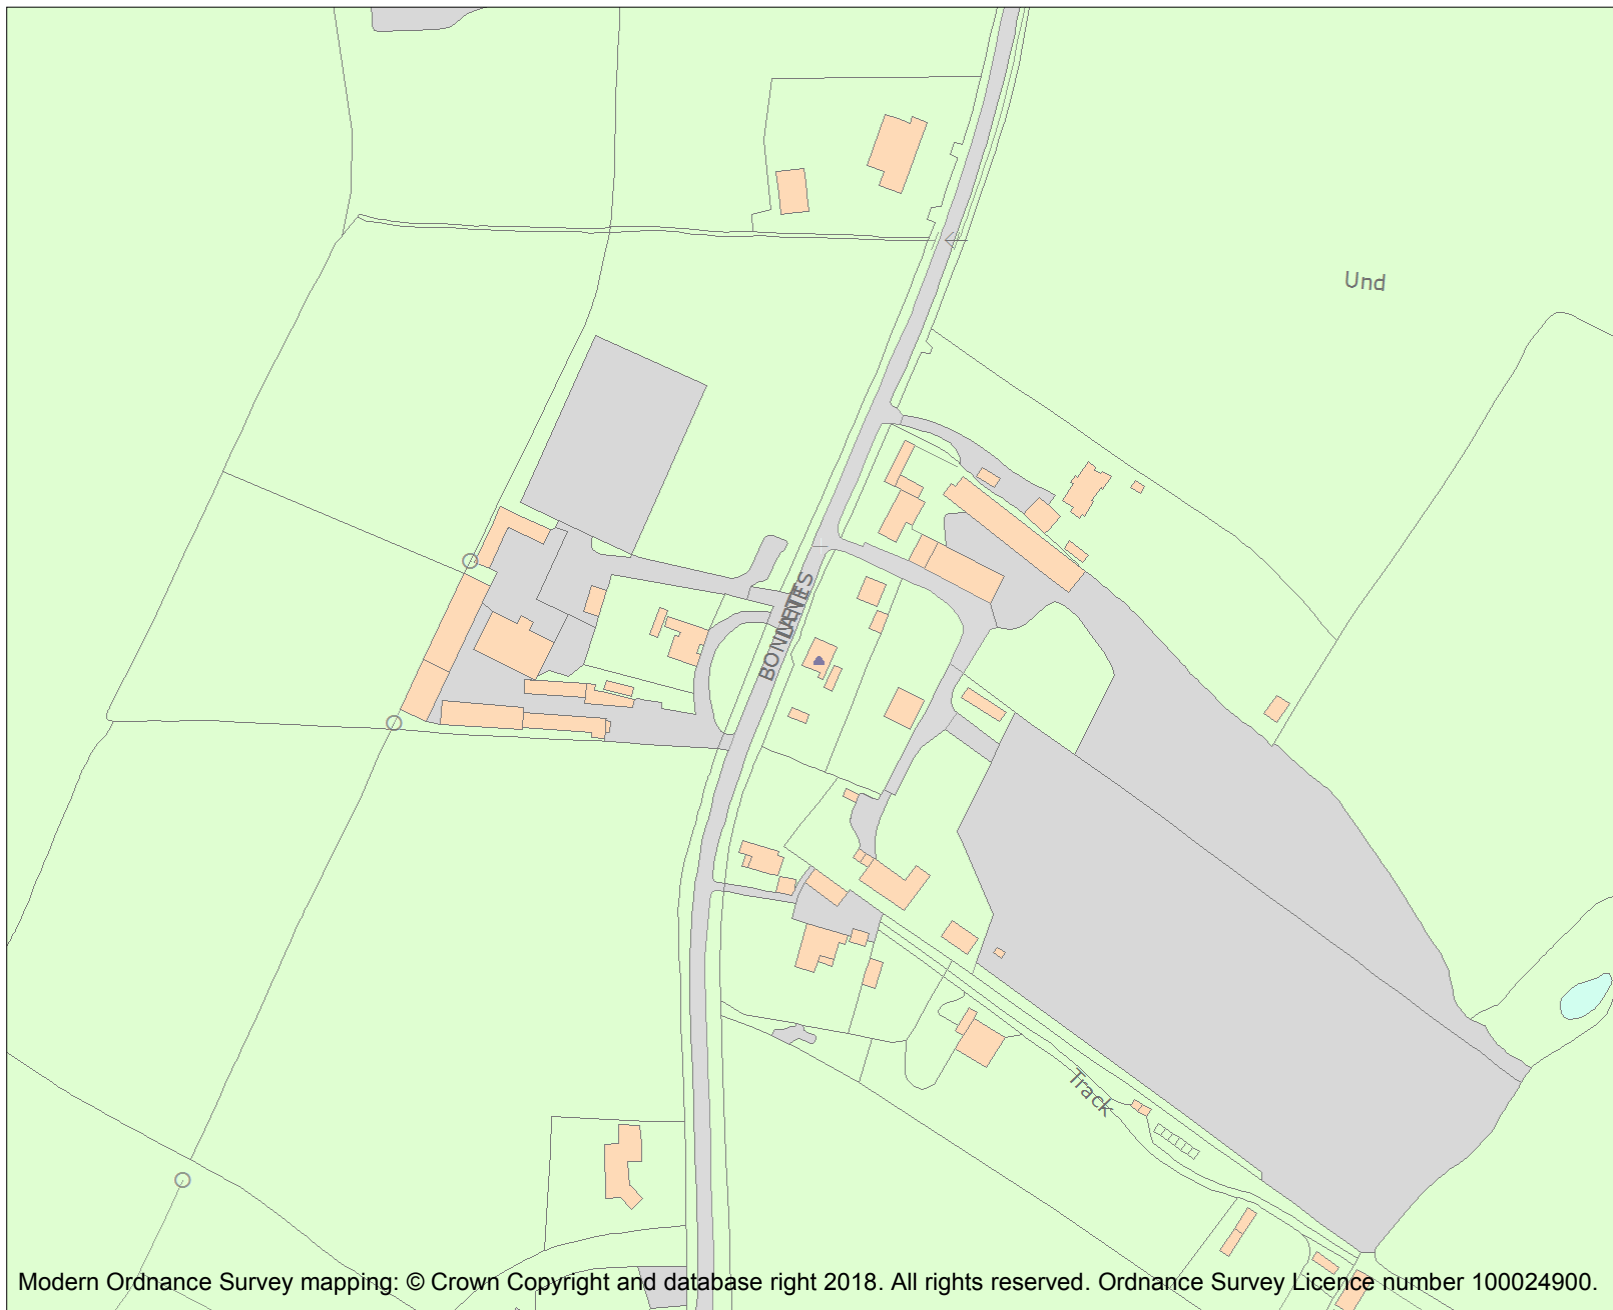 Und
Track
Modern Ordnance Survey mapping: © Crown Copyright and database right 2018. All rights reserved. Ordnance Survey Licence number 100024900.